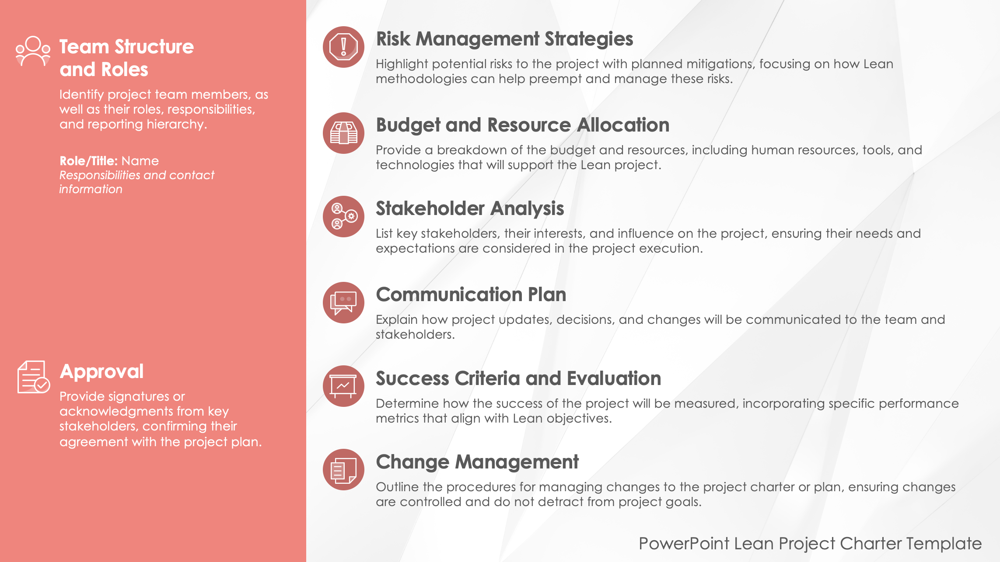 Team Structure
and Roles
Identify project team members, as
well as their roles, responsibilities,
and reporting hierarchy.
Role/Title: Name
Responsibilities and contact
information
Approval
Provide signatures or
acknowledgments from key
stakeholders, confirming their
agreement with the project plan.
Risk Management Strategies
Highlight potential risks to the project with planned mitigations, focusing on how Lean
methodologies can help preempt and manage these risks.
Budget and Resource Allocation
Provide a breakdown of the budget and resources, including human resources, tools, and
technologies that will support the Lean project.
Stakeholder Analysis
List key stakeholders, their interests, and influence on the project, ensuring their needs and
expectations are considered in the project execution.
Communication Plan
Explain how project updates, decisions, and changes will be communicated to the team and
stakeholders.
Success Criteria and Evaluation
Determine how the success of the project will be measured, incorporating specific performance
metrics that align with Lean objectives.
Change Management
Outline the procedures for managing changes to the project charter or plan, ensuring changes
are controlled and do not detract from project goals.
PowerPoint Lean Project Charter Template